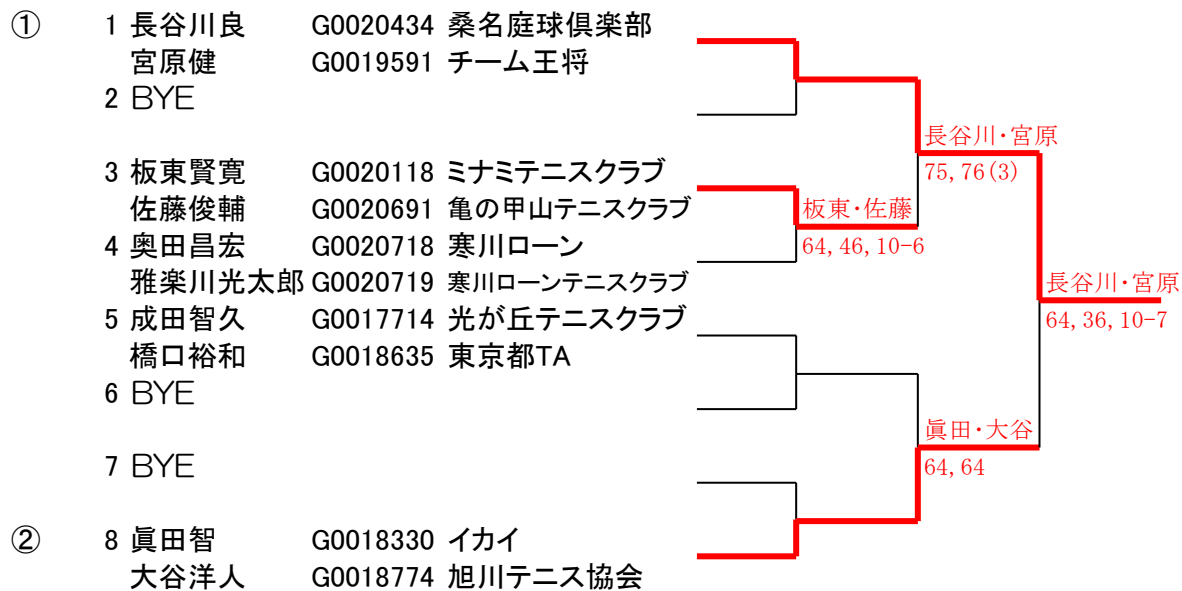 ① 1 長谷川良 G0020434 桑名庭球倶楽部
宮原健 G0019591 チーム王将
2 BYE
長谷川・宮原
3 板東賢寛 G0020118 ミナミテニスクラブ 75, 76(3)
佐藤俊輔 G0020691 亀の甲山テニスクラブ 板東・佐藤
4 奥田昌宏 G0020718 寒川ローン 64, 46, 10-6
雅楽川光太郎 G0020719 寒川ローンテニスクラブ 長谷川・宮原
5 成田智久 G0017714 光が丘テニスクラブ 64, 36, 10-7
橋口裕和 G0018635 東京都TA
6 BYE
眞田・大谷
7 BYE 64, 64
② 8 眞田智 G0018330 イカイ
大谷洋人 G0018774 旭川テニス協会